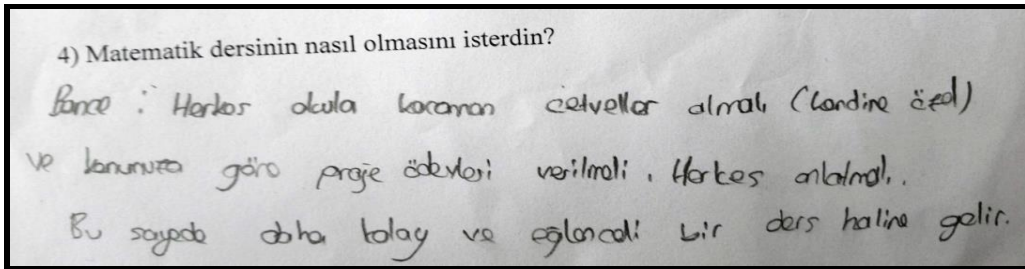 4) Matematik dersinin nasıl olmasını isterdin?
Bence : Herkes okula kocaman cetveller almalı (kendine özel)
ve konumuza göre proje ödevleri verilmeli. Herkes anlatmalı.
Bu sayede daha kolay ve eğlenceli bir ders haline gelir.